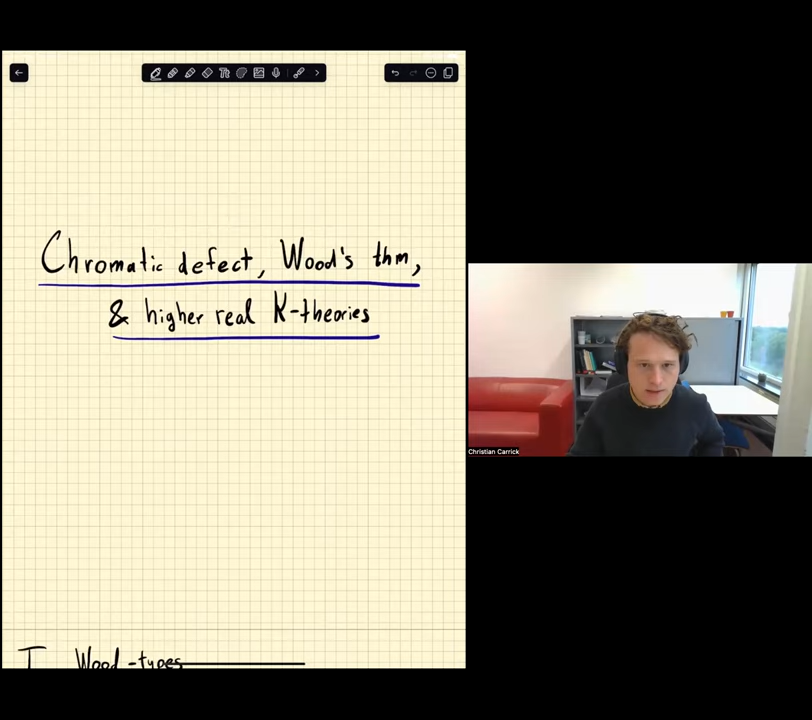 Chromatic defect, Wood's thm,
& higher real K-theories
I Wood-types
Christian Carrick